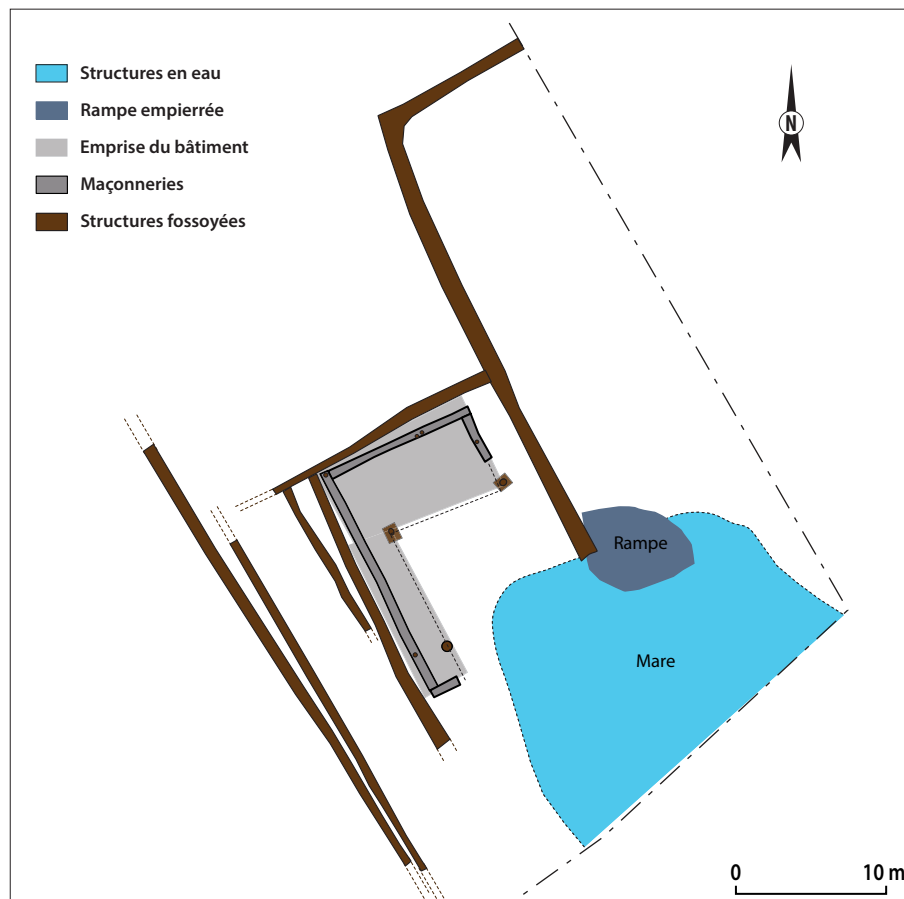 Structures en eau
Rampe empierrée
Emprise du bâtiment
Maçonneries
Structures fossoyées
N
Rampe
Mare
0 10 m